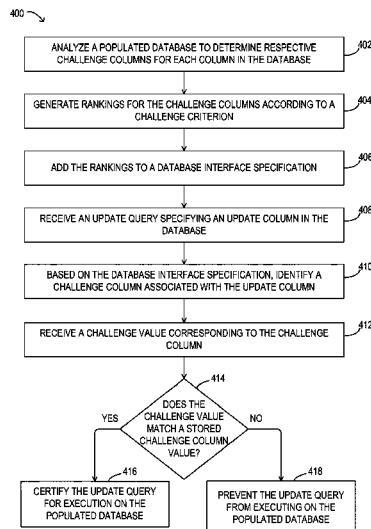 400
ANALYZE A POPULATED DATABASE TO DETERMINE RESPECTIVE
CHALLENGE COLUMNS FOR EACH COLUMN IN THE DATABASE
402
GENERATE RANKINGS FOR THE CHALLENGE COLUMNS ACCORDING TO A
CHALLENGE CRITERION
404
ADD THE RANKINGS TO A DATABASE INTERFACE SPECIFICATION
406
RECEIVE AN UPDATE QUERY SPECIFYING AN UPDATE COLUMN IN THE
DATABASE
408
BASED ON THE DATABASE INTERFACE SPECIFICATION, IDENTIFY A
CHALLENGE COLUMN ASSOCIATED WITH THE UPDATE COLUMN
410
RECEIVE A CHALLENGE VALUE CORRESPONDING TO THE CHALLENGE
COLUMN
412
414
DOES THE
CHALLENGE VALUE
MATCH A STORED
CHALLENGE COLUMN
VALUE?
YES
NO
416
CERTIFY THE UPDATE QUERY
FOR EXECUTION ON THE
POPULATED DATABASE
418
PREVENT THE UPDATE QUERY
FROM EXECUTING ON THE
POPULATED DATABASE